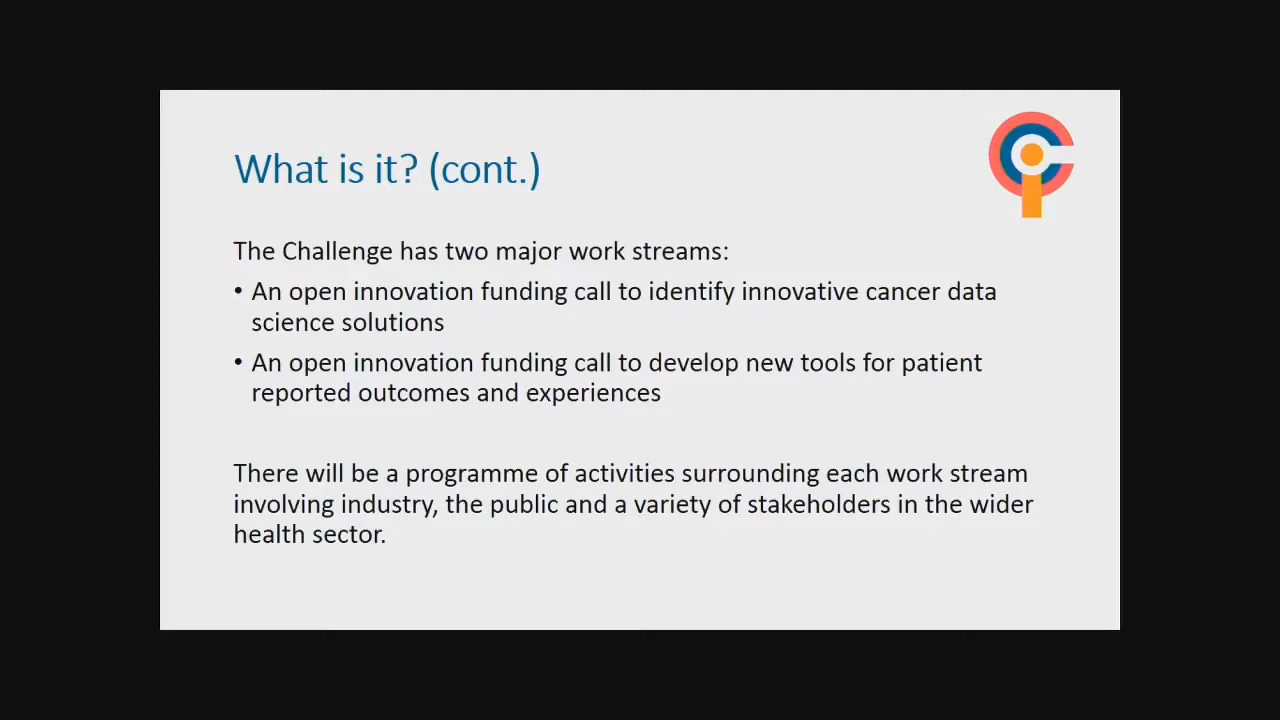 What is it? (cont.)
The Challenge has two major work streams:
• An open innovation funding call to identify innovative cancer data
science solutions
• An open innovation funding call to develop new tools for patient
reported outcomes and experiences
There will be a programme of activities surrounding each work stream
involving industry, the public and a variety of stakeholders in the wider
health sector.